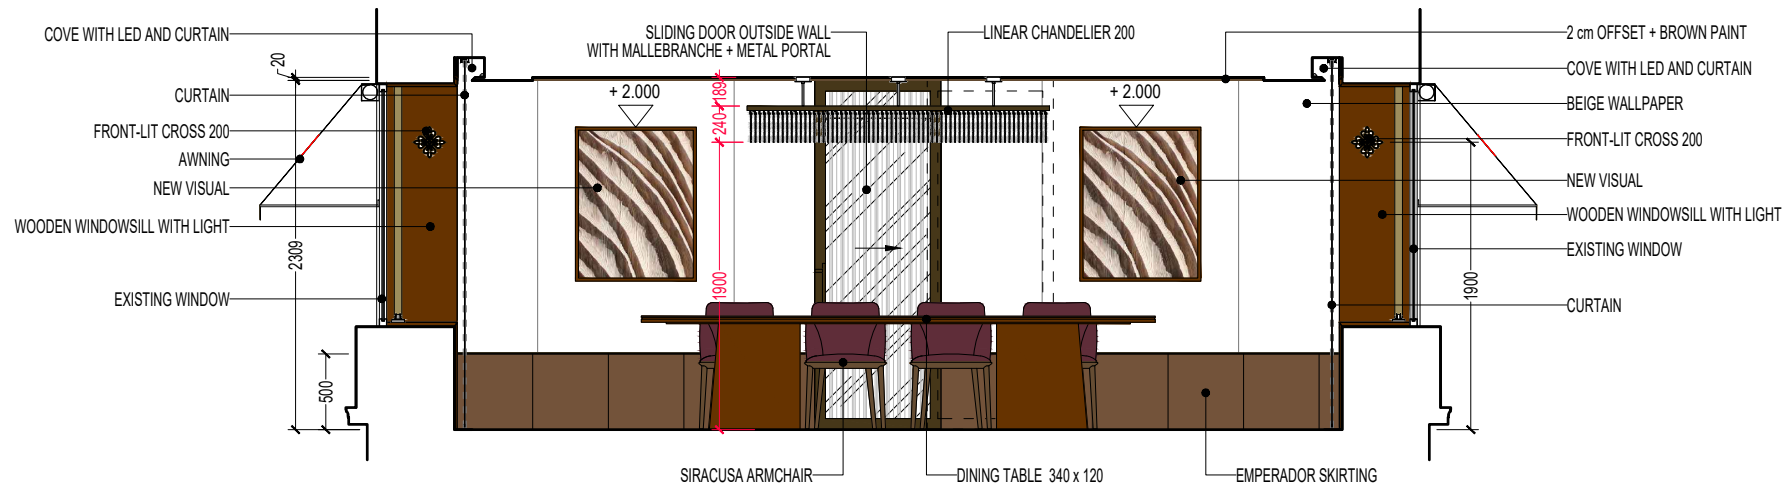 COVE WITH LED AND CURTAIN
20
CURTAIN
FRONT-LIT CROSS 200
AWNING
NEW VISUAL
WOODEN WINDOWSILL WITH LIGHT
2309
EXISTING WINDOW
500
SLIDING DOOR OUTSIDE WALL
WITH MALLEBRANCHE + METAL PORTAL
LINEAR CHANDELIER 200
+ 2.000
189
240
1900
+ 2.000
2 cm OFFSET + BROWN PAINT
COVE WITH LED AND CURTAIN
BEIGE WALLPAPER
FRONT-LIT CROSS 200
NEW VISUAL
WOODEN WINDOWSILL WITH LIGHT
EXISTING WINDOW
1900
CURTAIN
SIRACUSA ARMCHAIR
DINING TABLE 340 x 120
EMPERADOR SKIRTING